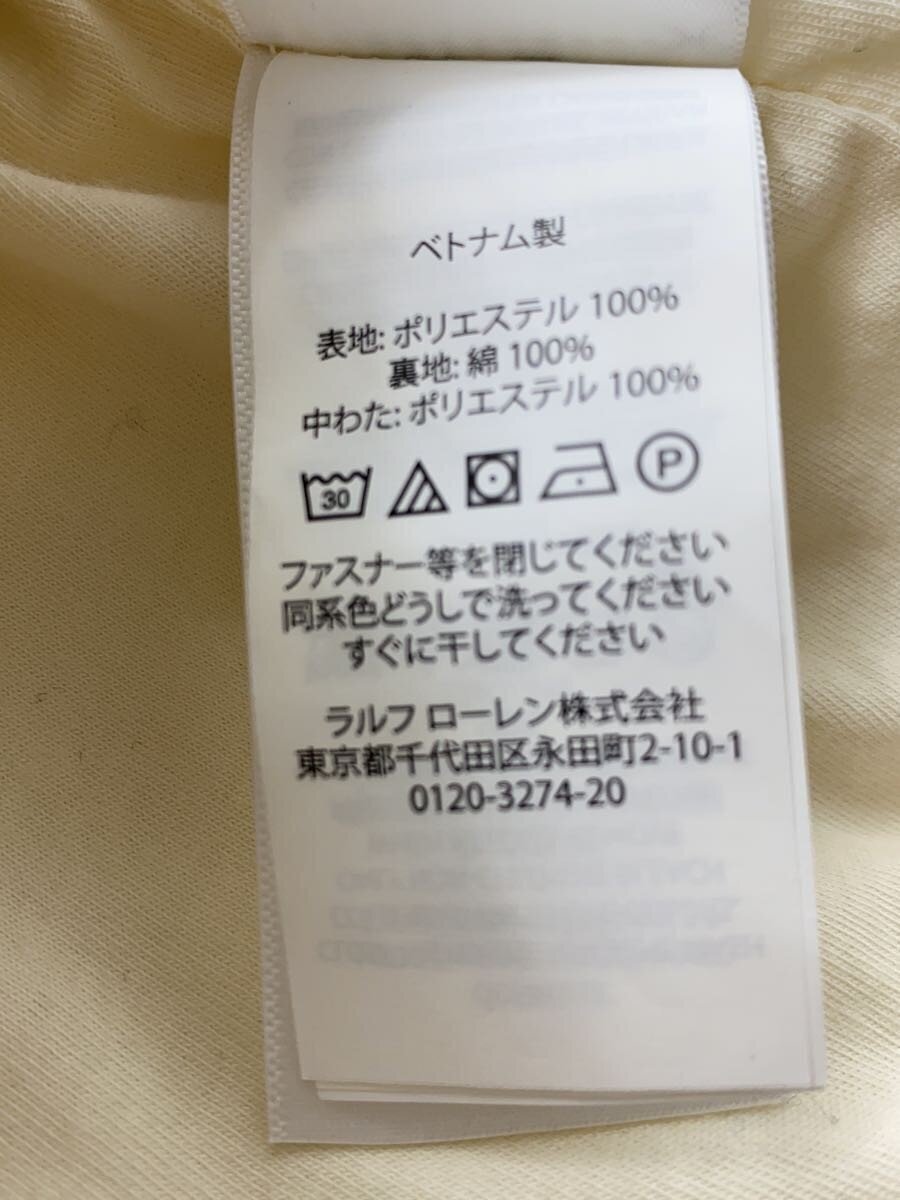 ベトナム製
表地: ポリエステル 100%
裏地: 綿 100%
中わた: ポリエステル 100%
30 P
ファスナー等を閉じてください
同系色どうしで洗ってください
すぐに干してください
ラルフ ローレン株式会社
東京都千代田区永田町2-10-1
0120-3274-20